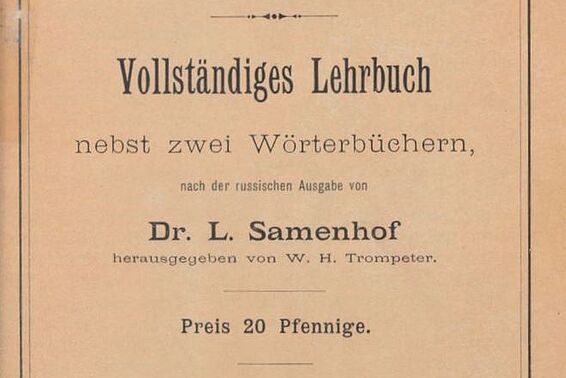 Vollständiges Lehrbuch
nebst zwei Wörterbüchern,
nach der russischen Ausgabe von
Dr. L. Samenhof
herausgegeben von W. H. Trompeter.
Preis 20 Pfennige.